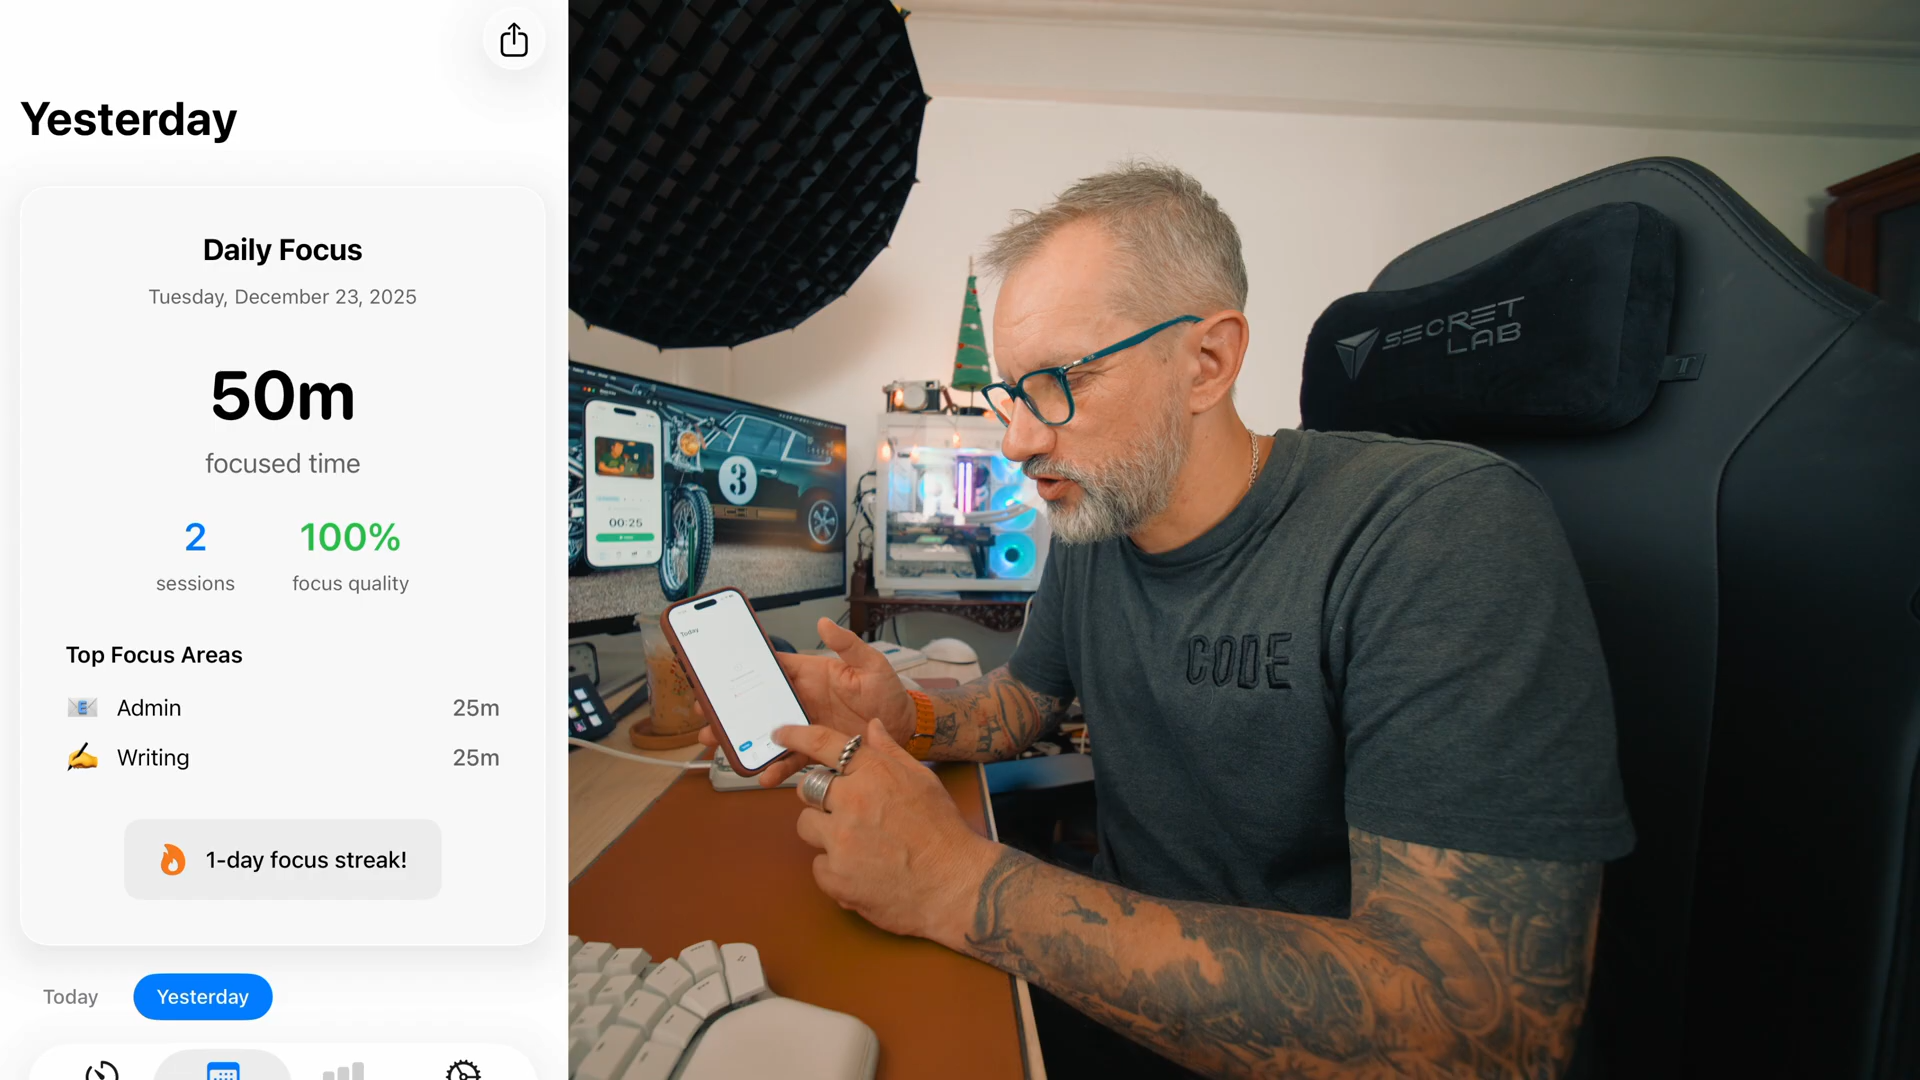 Yesterday
Daily Focus
Tuesday, December 23, 2025
50m
focused time
2
sessions
100%
focus quality
Top Focus Areas
Admin
25m
Writing
25m
1-day focus streak!
Today
Yesterday
3
00:25
Today
SECRET
LAB
CODE